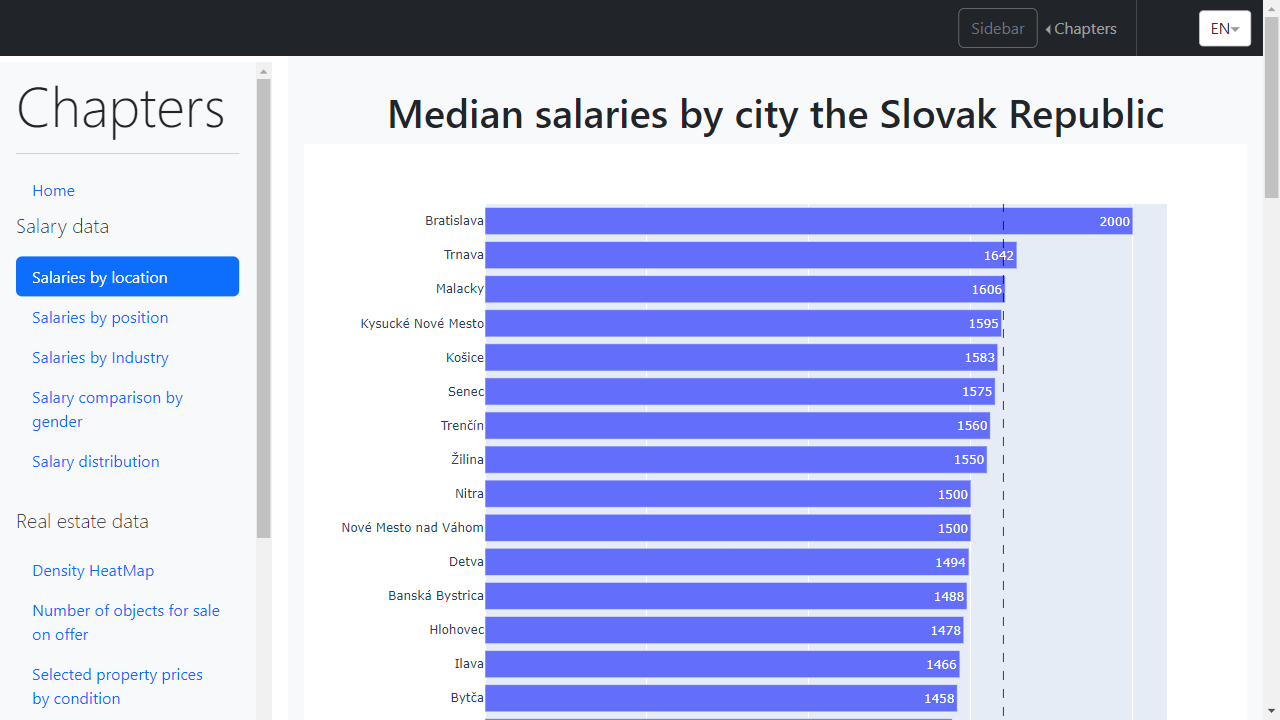 Sidebar
Chapters
EN
Chapters
Home
Salary data
Salaries by location
Salaries by position
Salaries by Industry
Salary comparison by
gender
Salary distribution
Real estate data
Density HeatMap
Number of objects for sale
on offer
Selected property prices
by condition
Median salaries by city the Slovak Republic
Bratislava 2000
Trnava 1642
Malacky 1606
Kysucké Nové Mesto 1595
Košice 1583
Senec 1575
Trenčín 1560
Žilina 1550
Nitra 1500
Nové Mesto nad Váhom 1500
Detva 1494
Banská Bystrica 1488
Hlohovec 1478
Ilava 1466
Bytča 1458